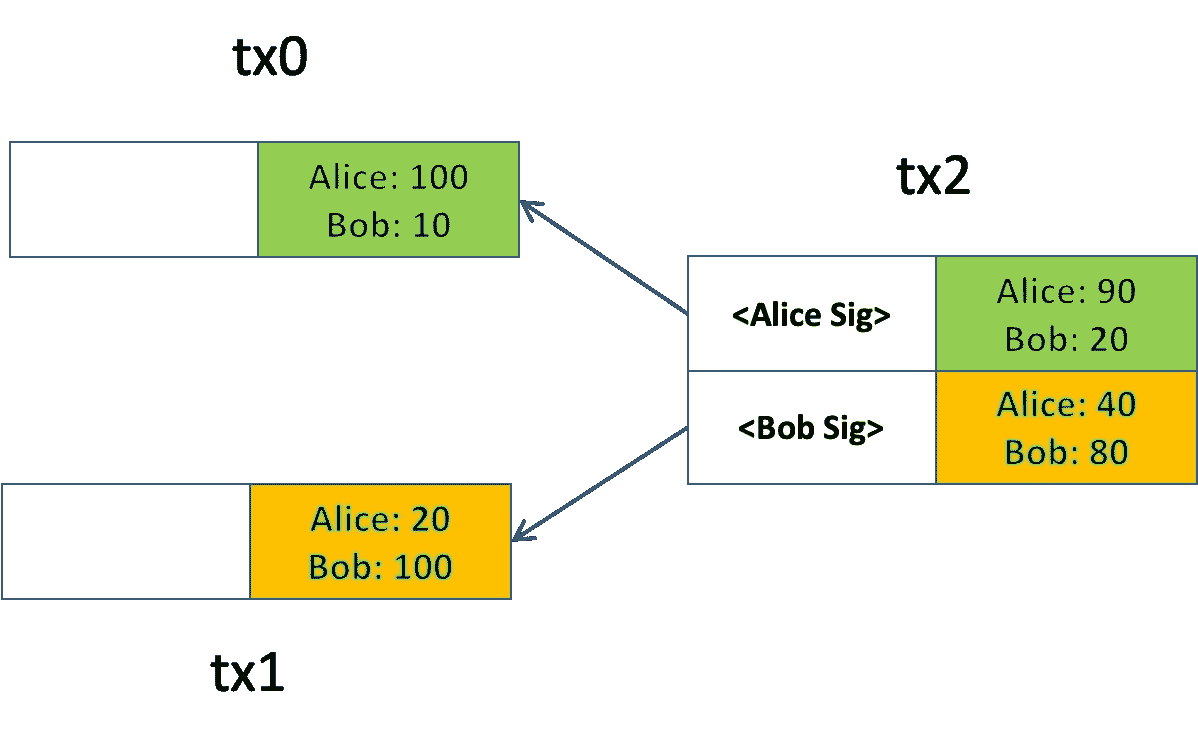 tx0
Alice: 100
Bob: 10
tx2
<Alice Sig>
Alice: 90
Bob: 20
<Bob Sig>
Alice: 40
Bob: 80
Alice: 20
Bob: 100
tx1